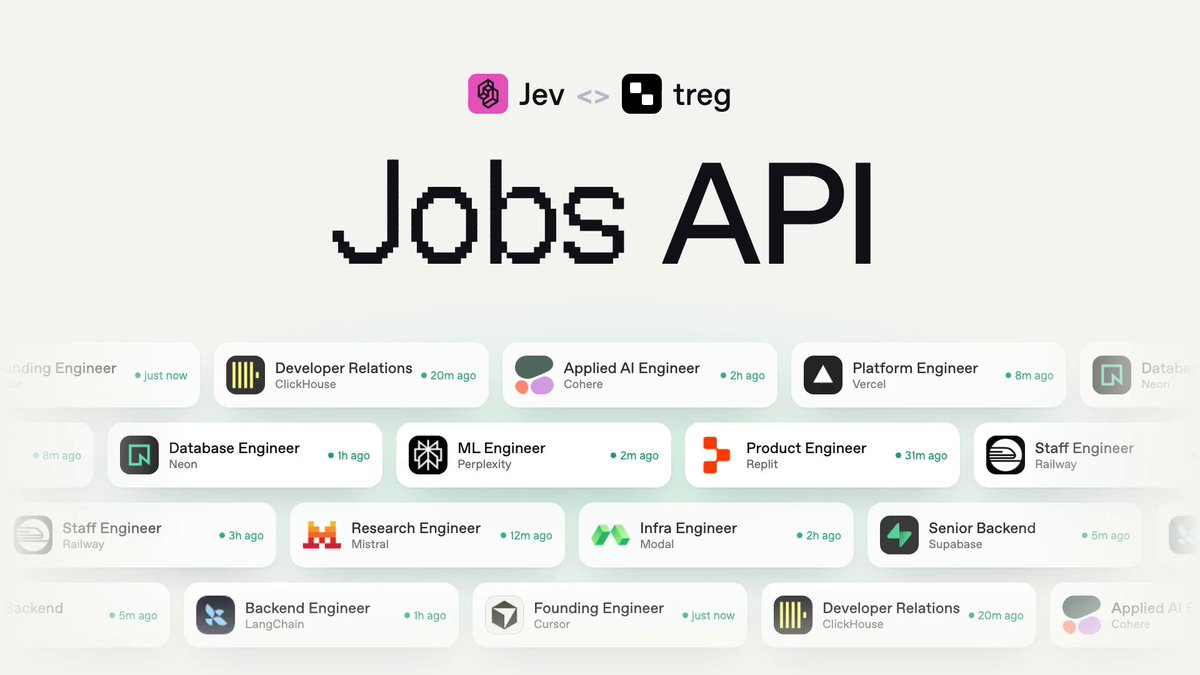 Jev <> treg
Jobs API
unding Engineer
just now
Developer Relations
ClickHouse
20m ago
Applied AI Engineer
Cohere
2h ago
Platform Engineer
Vercel
8m ago
Neon
8m ago
Database Engineer
Neon
1h ago
ML Engineer
Perplexity
2m ago
Product Engineer
Replit
31m ago
Staff Engineer
Railway
Staff Engineer
Railway
3h ago
Research Engineer
Mistral
12m ago
Infra Engineer
Modal
2h ago
Senior Backend
Supabase
5m ago
Backend
5m ago
Backend Engineer
LangChain
1h ago
Founding Engineer
Cursor
just now
Developer Relations
ClickHouse
20m ago
Applied AI E
Cohere